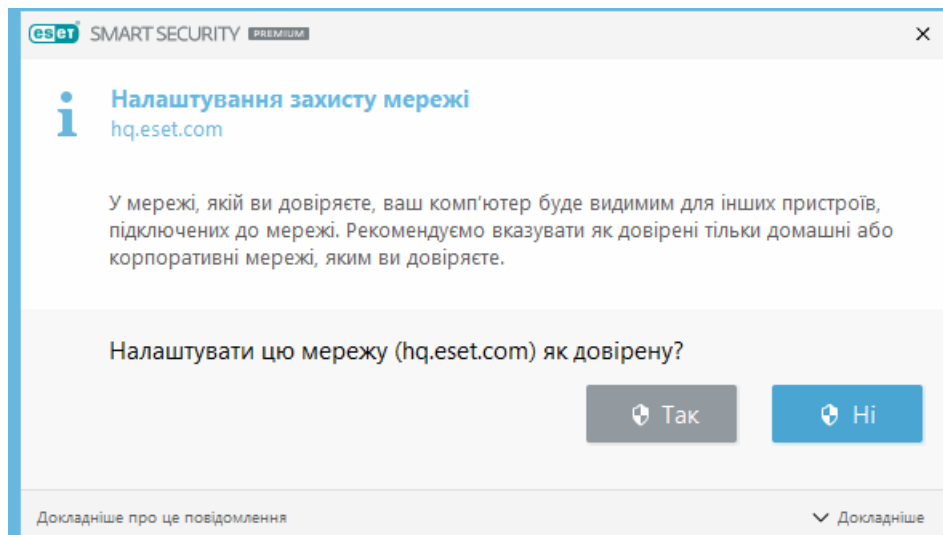 eset SMART SECURITY PREMIUM
Налаштування захисту мережі
hq.eset.com
У мережі, якій ви довіряєте, ваш комп'ютер буде видимим для інших пристроїв,
підключених до мережі. Рекомендуємо вказувати як довірені тільки домашні або
корпоративні мережі, яким ви довіряєте.
Налаштувати цю мережу (hq.eset.com) як довірену?
Так
Ні
Докладніше про це повідомлення
Докладніше